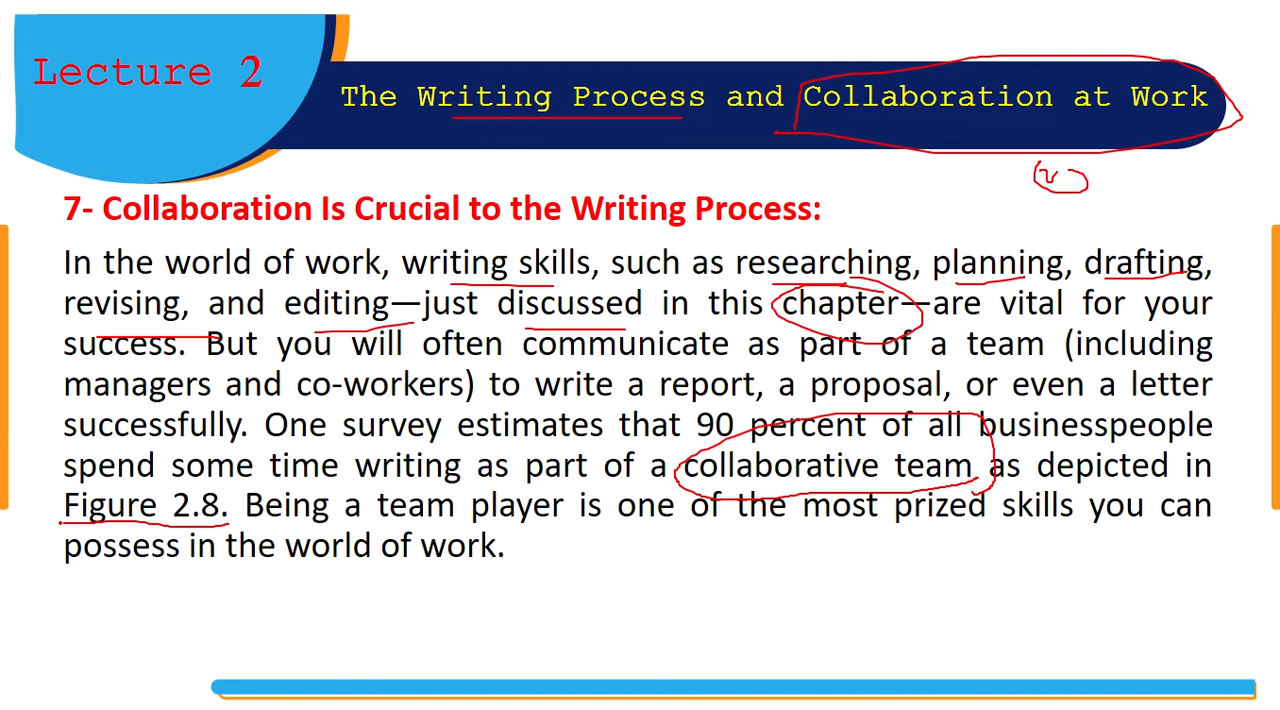 Lecture 2
The Writing Process and Collaboration at Work
7- Collaboration Is Crucial to the Writing Process:
In the world of work, writing skills, such as researching, planning, drafting,
revising, and editing—just discussed in this chapter—are vital for your
success. But you will often communicate as part of a team (including
managers and co-workers) to write a report, a proposal, or even a letter
successfully. One survey estimates that 90 percent of all businesspeople
spend some time writing as part of a collaborative team as depicted in
Figure 2.8. Being a team player is one of the most prized skills you can
possess in the world of work.